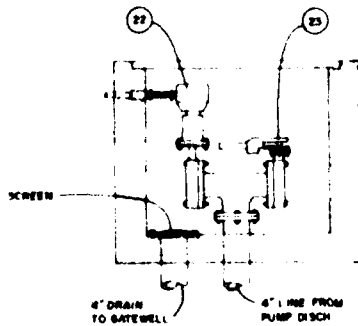 22
23
SCREEN
4" DRAIN
TO GATEWELL
4" LINE FROM
PUMP DISCH